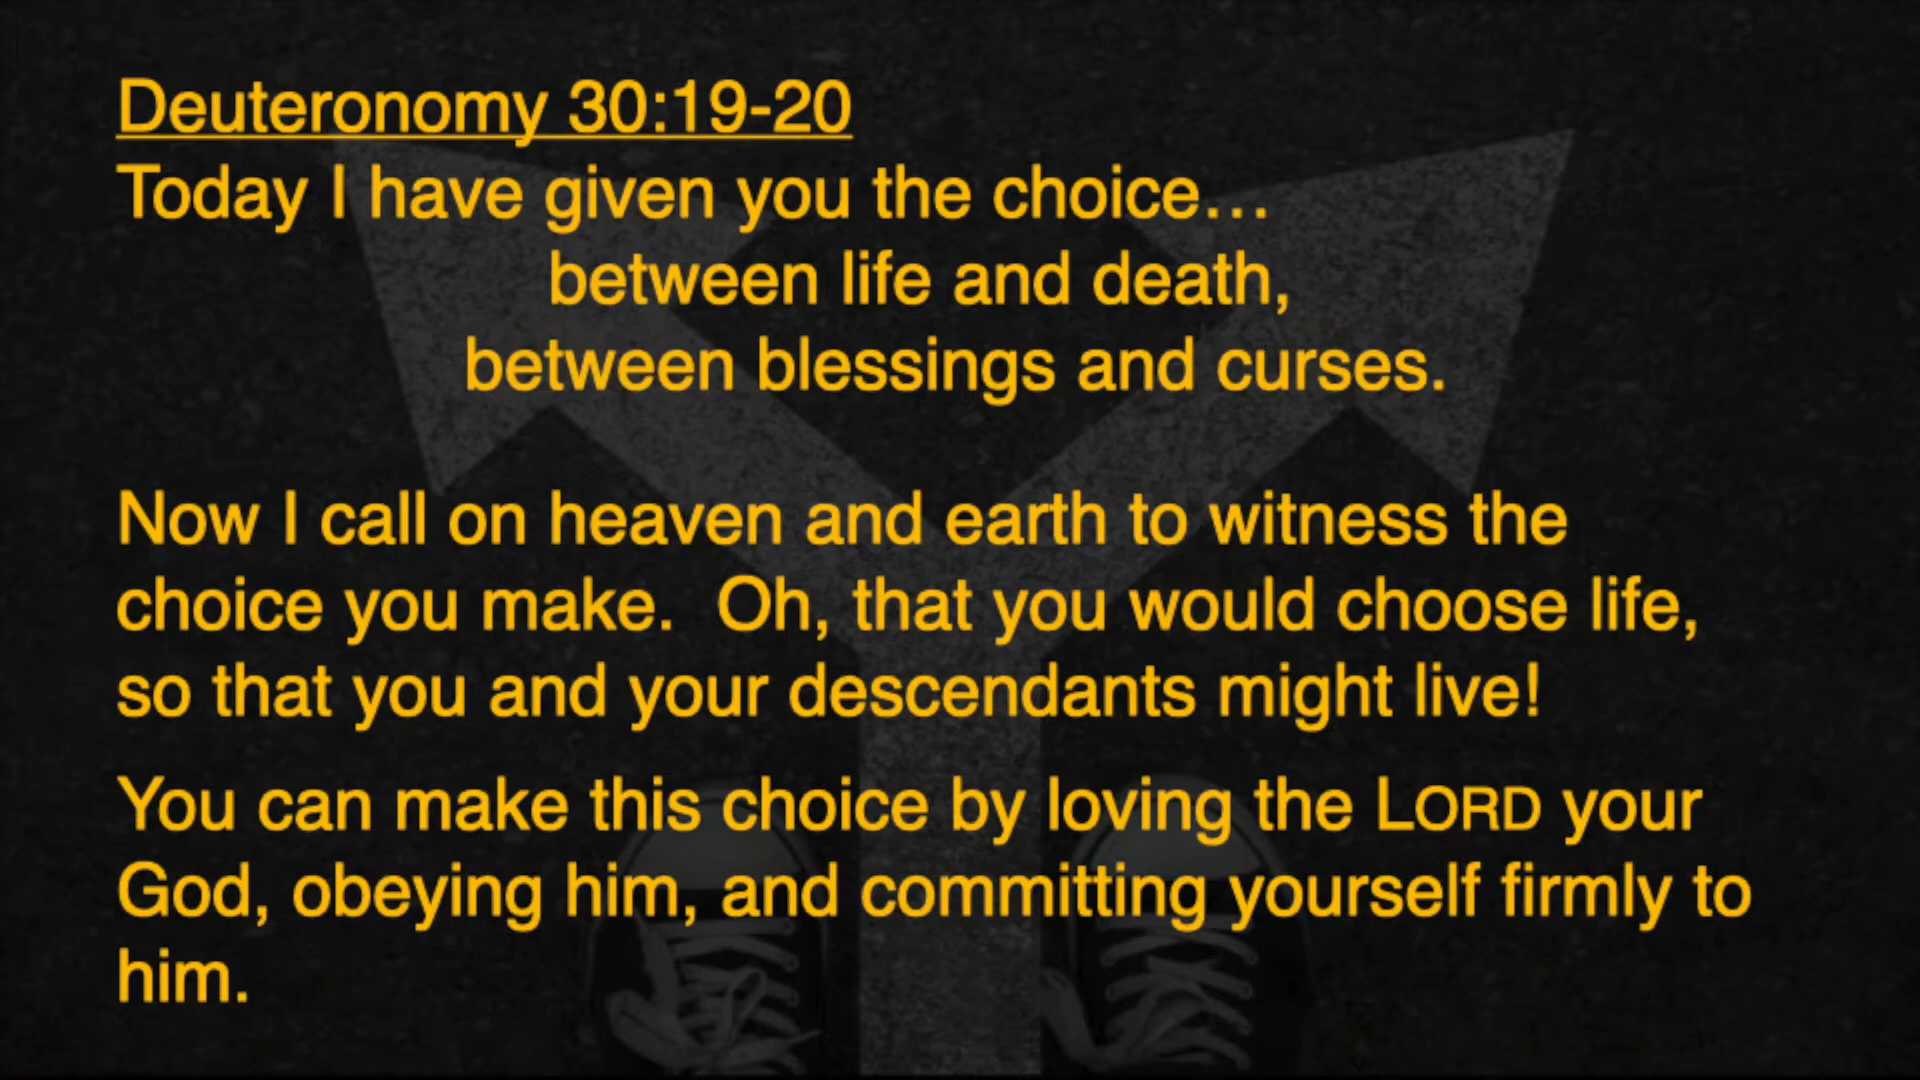 Deuteronomy 30:19-20
Today I have given you the choice…
between life and death,
between blessings and curses.
Now I call on heaven and earth to witness the
choice you make.  Oh, that you would choose life,
so that you and your descendants might live!
You can make this choice by loving the LORD your
God, obeying him, and committing yourself firmly to
him.